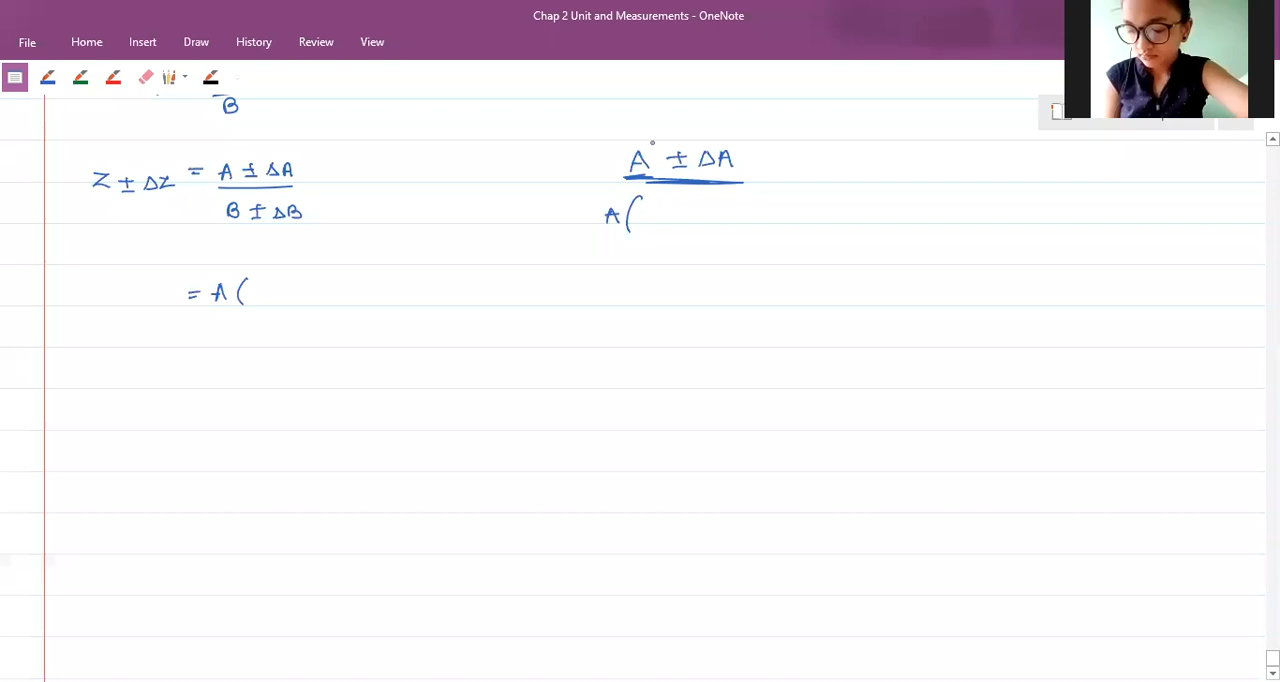 Chap 2 Unit and Measurements - OneNote
File Home Insert Draw History Review View
B
Z ± ΔZ = A ± ΔA
B ± ΔB
= A (
A ± ΔA
A (